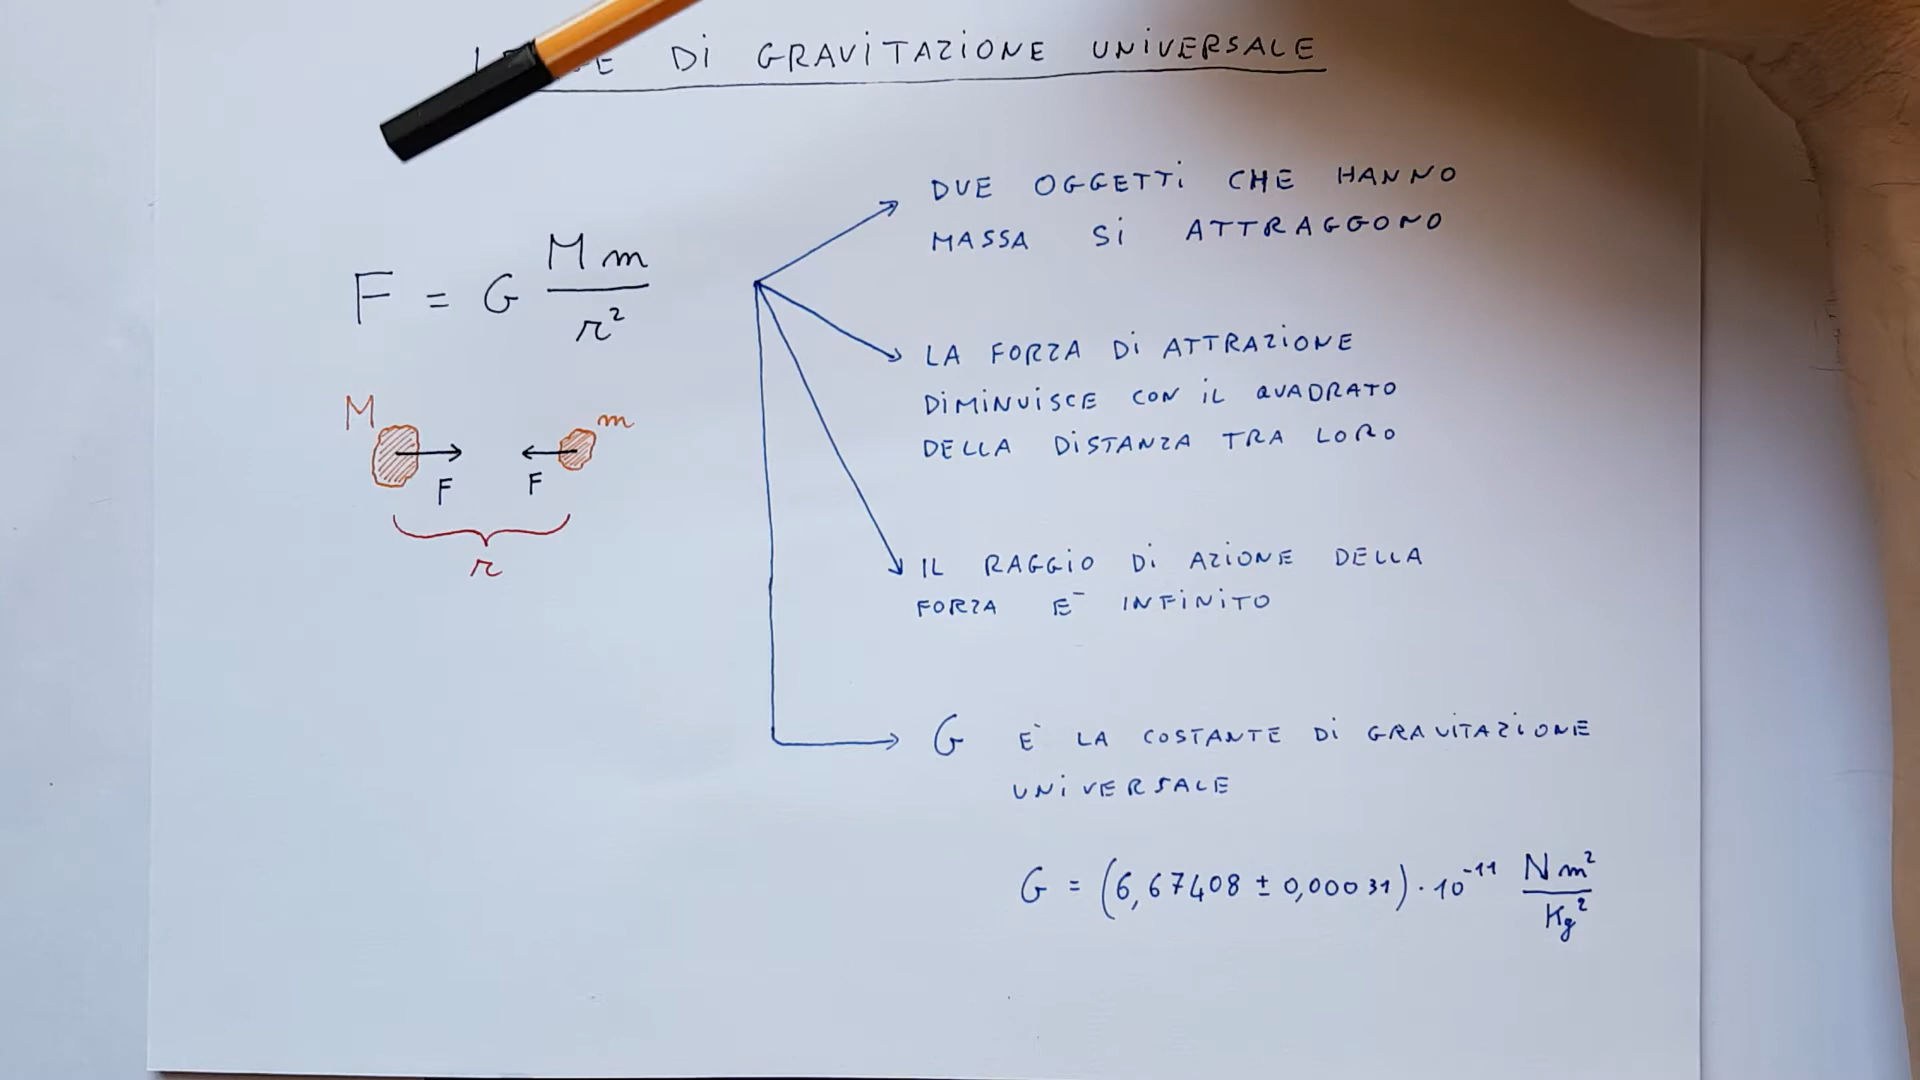 DI GRAVITAZIONE UNIVERSALE
F = G M m / r²
M
m
F
F
r
DUE OGGETTI CHE HANNO
MASSA SI ATTRAGGONO
LA FORZA DI ATTRAZIONE
DIMINUISCE CON IL QUADRATO
DELLA DISTANZA TRA LORO
IL RAGGIO DI AZIONE DELLA
FORZA E` INFINITO
G E` LA COSTANTE DI GRAVITAZIONE
UNIVERSALE
G = (6,67408 ± 0,00031) · 10⁻¹¹ N m² / Kg²